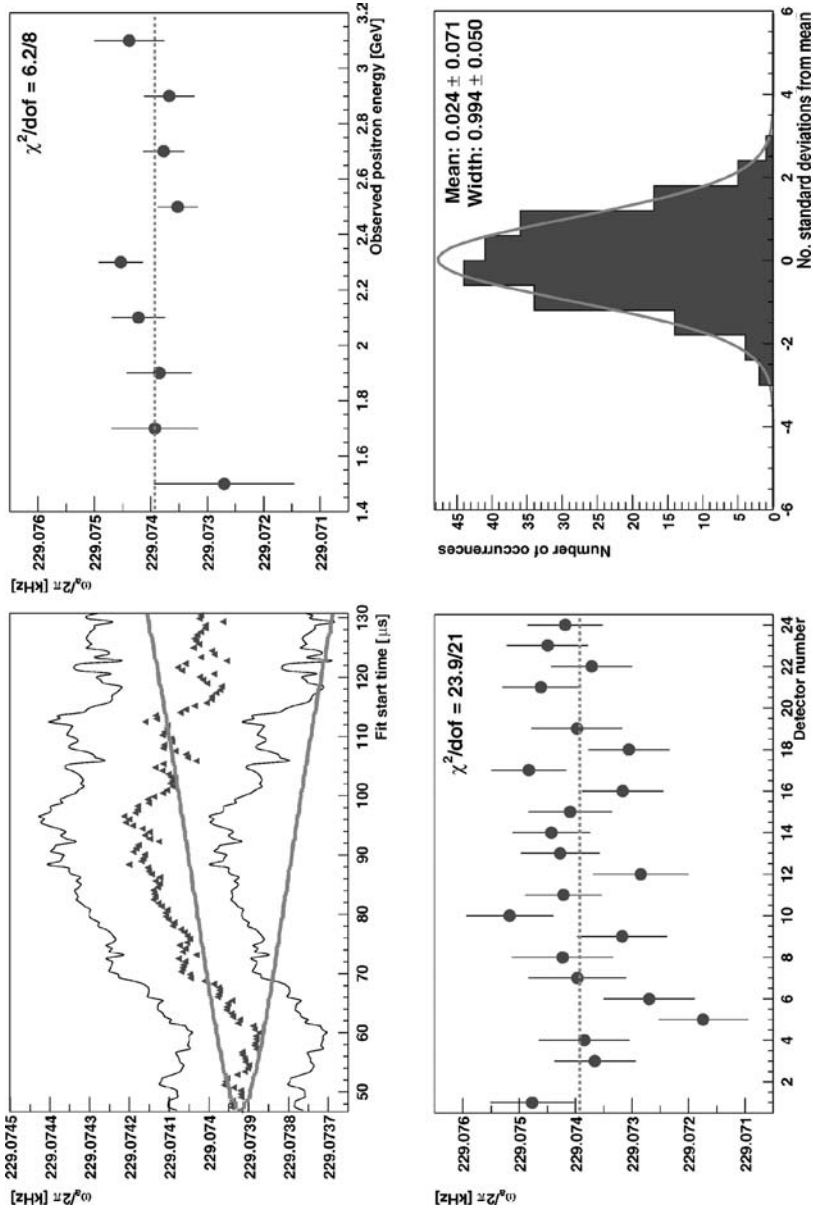 ωₐ/2π [kHz]
229.0745
229.0744
229.0743
229.0742
229.0741
229.074
229.0739
229.0738
229.0737
50 60 70 80 90 100 110 120 130
Fit start time [μs]
ωₐ/2π [kHz]
χ²/dof = 6.2/8
229.076
229.075
229.074
229.073
229.072
229.071
1.4 1.6 1.8 2 2.2 2.4 2.6 2.8 3 3.2
Observed positron energy [GeV]
ωₐ/2π [kHz]
χ²/dof = 23.9/21
229.076
229.075
229.074
229.073
229.072
229.071
2 4 6 8 10 12 14 16 18 20 22 24
Detector number
Number of occurrences
Mean: 0.024 ± 0.071
Width: 0.994 ± 0.050
45
40
35
30
25
20
15
10
5
0
-6 -4 -2 0 2 4 6
No. standard deviations from mean